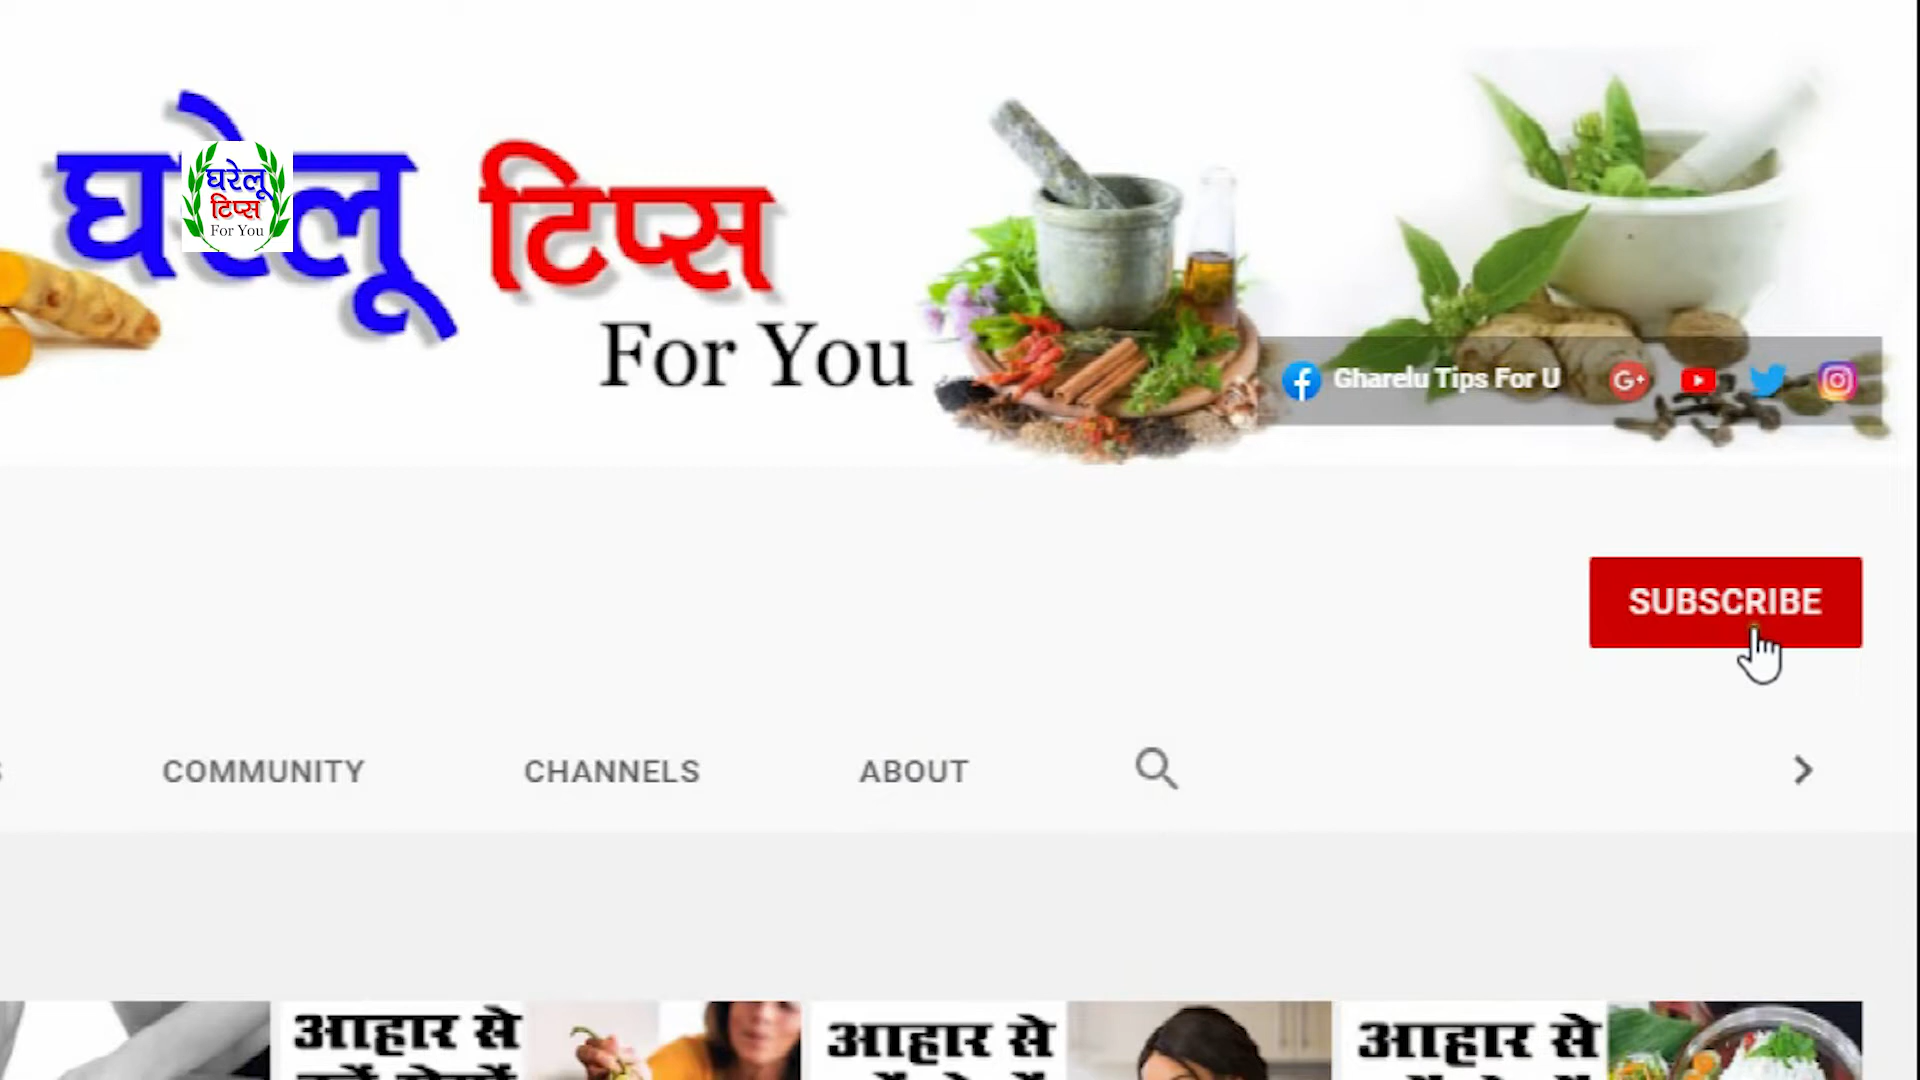 घरेलू टिप्स
घरेलू
टिप्स
For You
For You
Gharelu Tips For U
SUBSCRIBE
COMMUNITY
CHANNELS
ABOUT
आहार से
आहार से
आहार से